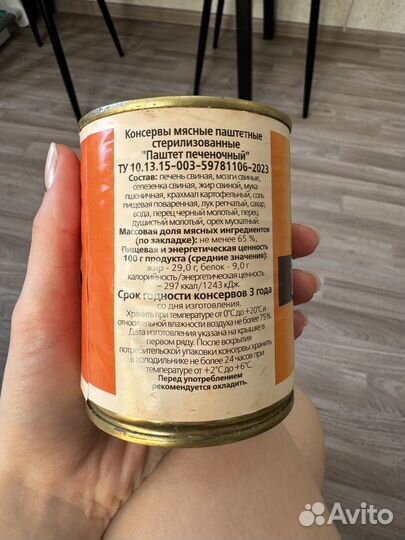 Консервы мясные паштетные
стерилизованные
"Паштет печеночный"
ТУ 10.13.15-003-59781106-2023
Состав: печень свиная, мозги свиные,
селезенка свиная, жир свиной, мука
пшеничная, крахмал картофельный, соль
пищевая поваренная, лук репчатый, сахар,
вода, перец черный молотый, перец
душистый молотый, орех мускатный.
Массовая доля мясных ингредиентов
(по закладке): не менее 65 %,
Пищевая и энергетическая ценность
100 г продукта (средние значения):
жир - 29,0 г, белок - 9,0 г
калорийность/энергетическая ценность
– 297 ккал/1243 кДж.
Срок годности консервов 3 года
со дня изготовления.
Хранить при температуре от 0°С до +20°С и
относительной влажности воздуха не более 75%.
Дата изготовления указана на крышке в
первом ряду. После вскрытия
потребительской упаковки консервы хранить
в холодильнике не более 24 часов при
температуре от +2°С до +6°С.
Перед употреблением
рекомендуется охладить.
Avito